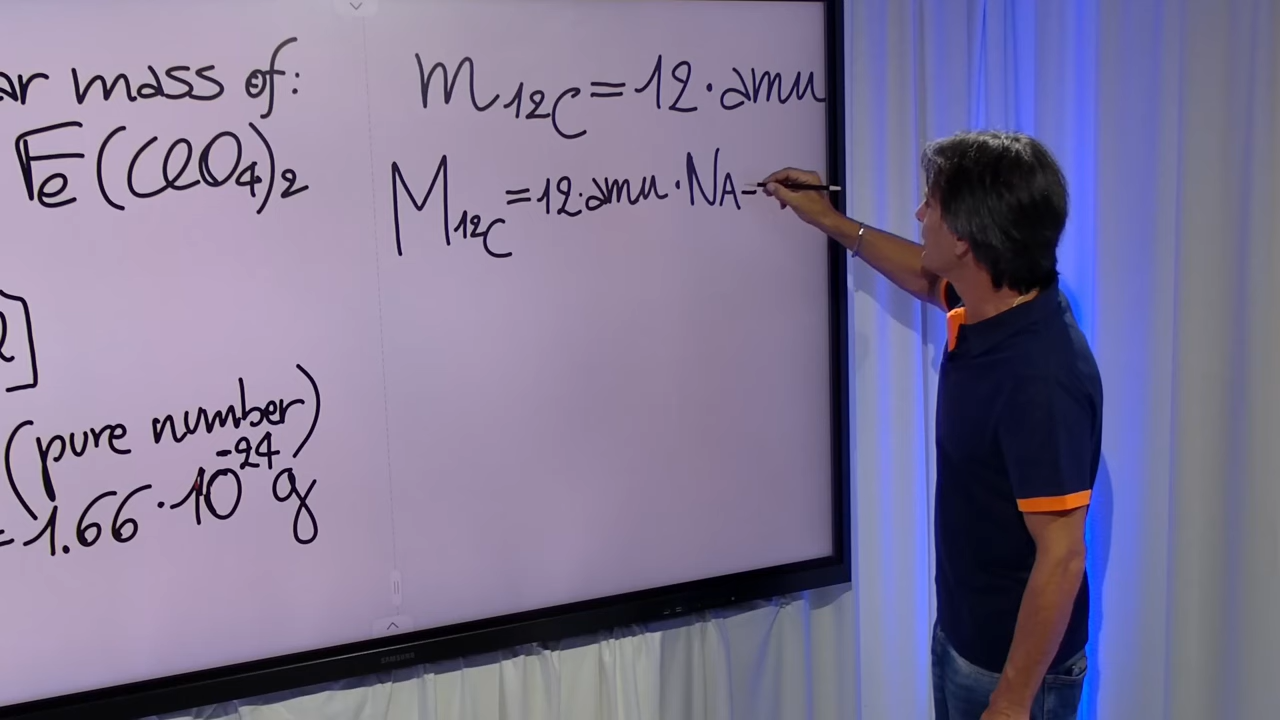 ar mass of:
Fe(ClO4)2
]
(pure number)
= 1.66 · 10^-24 g
m12C = 12 · amu
M12C = 12 · amu · NA -
SAMSUNG